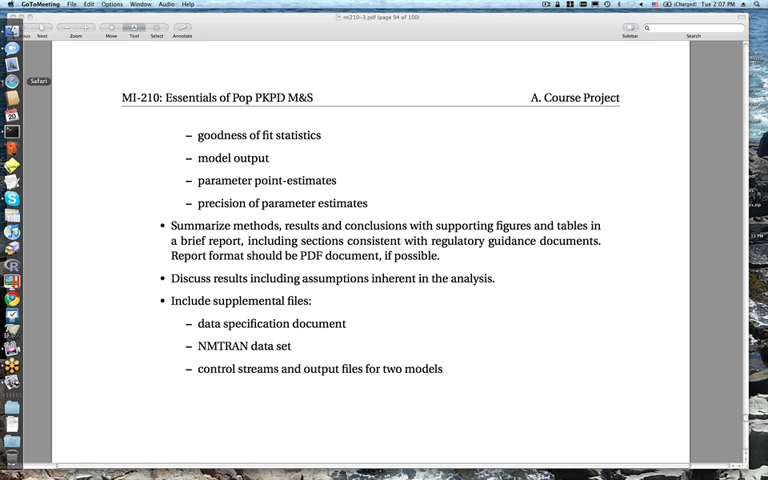 GoToMeeting File Edit Options Window Audio Help
(Charged) Tue 2:07 PM
mi210-3.pdf (page 94 of 100)
Next Zoom Move Text Select Annotate Sidebar Search
Safari
MI-210: Essentials of Pop PKPD M&S A. Course Project
– goodness of fit statistics
– model output
– parameter point-estimates
– precision of parameter estimates
• Summarize methods, results and conclusions with supporting figures and tables in
a brief report, including sections consistent with regulatory guidance documents.
Report format should be PDF document, if possible.
• Discuss results including assumptions inherent in the analysis.
• Include supplemental files:
– data specification document
– NMTRAN data set
– control streams and output files for two models